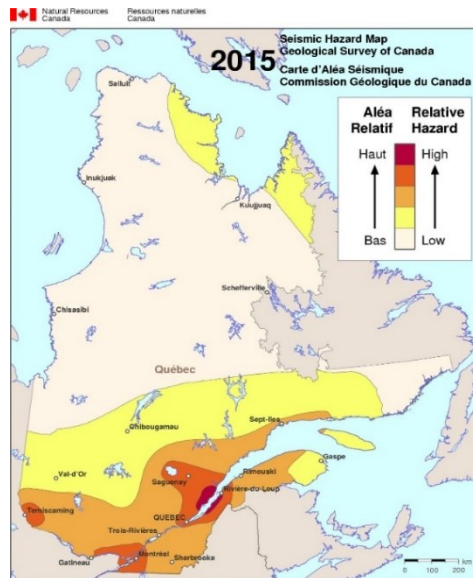 Natural Resources Canada
Ressources naturelles Canada
2015
Seismic Hazard Map
Geological Survey of Canada
Carte d'Aléa Séismique
Commission Géologique du Canada
Aléa Relatif
Relative Hazard
Haut
High
Bas
Low
Salluit
Inukjuak
Kuujjuaq
Schefferville
Chisasibi
Québec
Chibougamau
Sept-Iles
Val-d'Or
Gaspe
Saguenay
Rimouski
Rivière-du-Loup
Temiscaming
QUEBEC
Trois-Rivières
Montréal
Sherbrooke
Gatineau
km
0 100 200